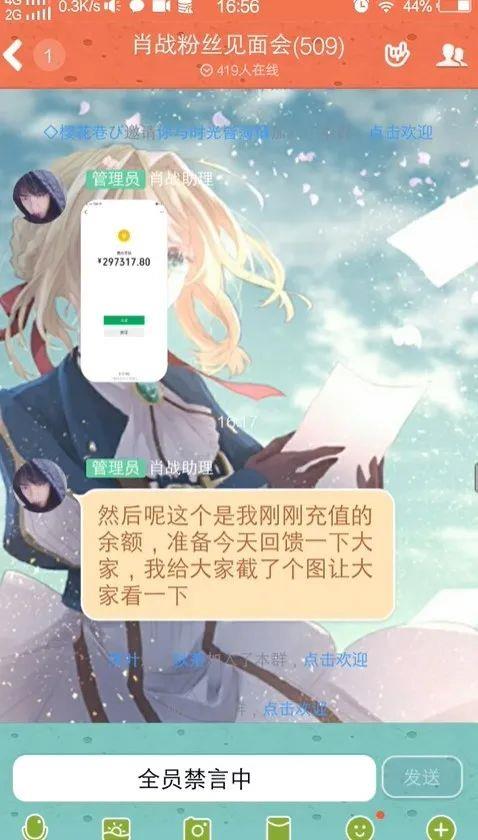 4G 0.3K/s 16:56 44%
2G
1 肖战粉丝见面会(509)
419人在线
点击欢迎
管理员 肖战助理
¥297317.80
16:17
管理员 肖战助理
然后呢这个是我刚刚充值的
余额，准备今天回馈一下大
家，我给大家截了个图让大
家看一下
加入了本群，点击欢迎
群，点击欢迎
全员禁言中 发送